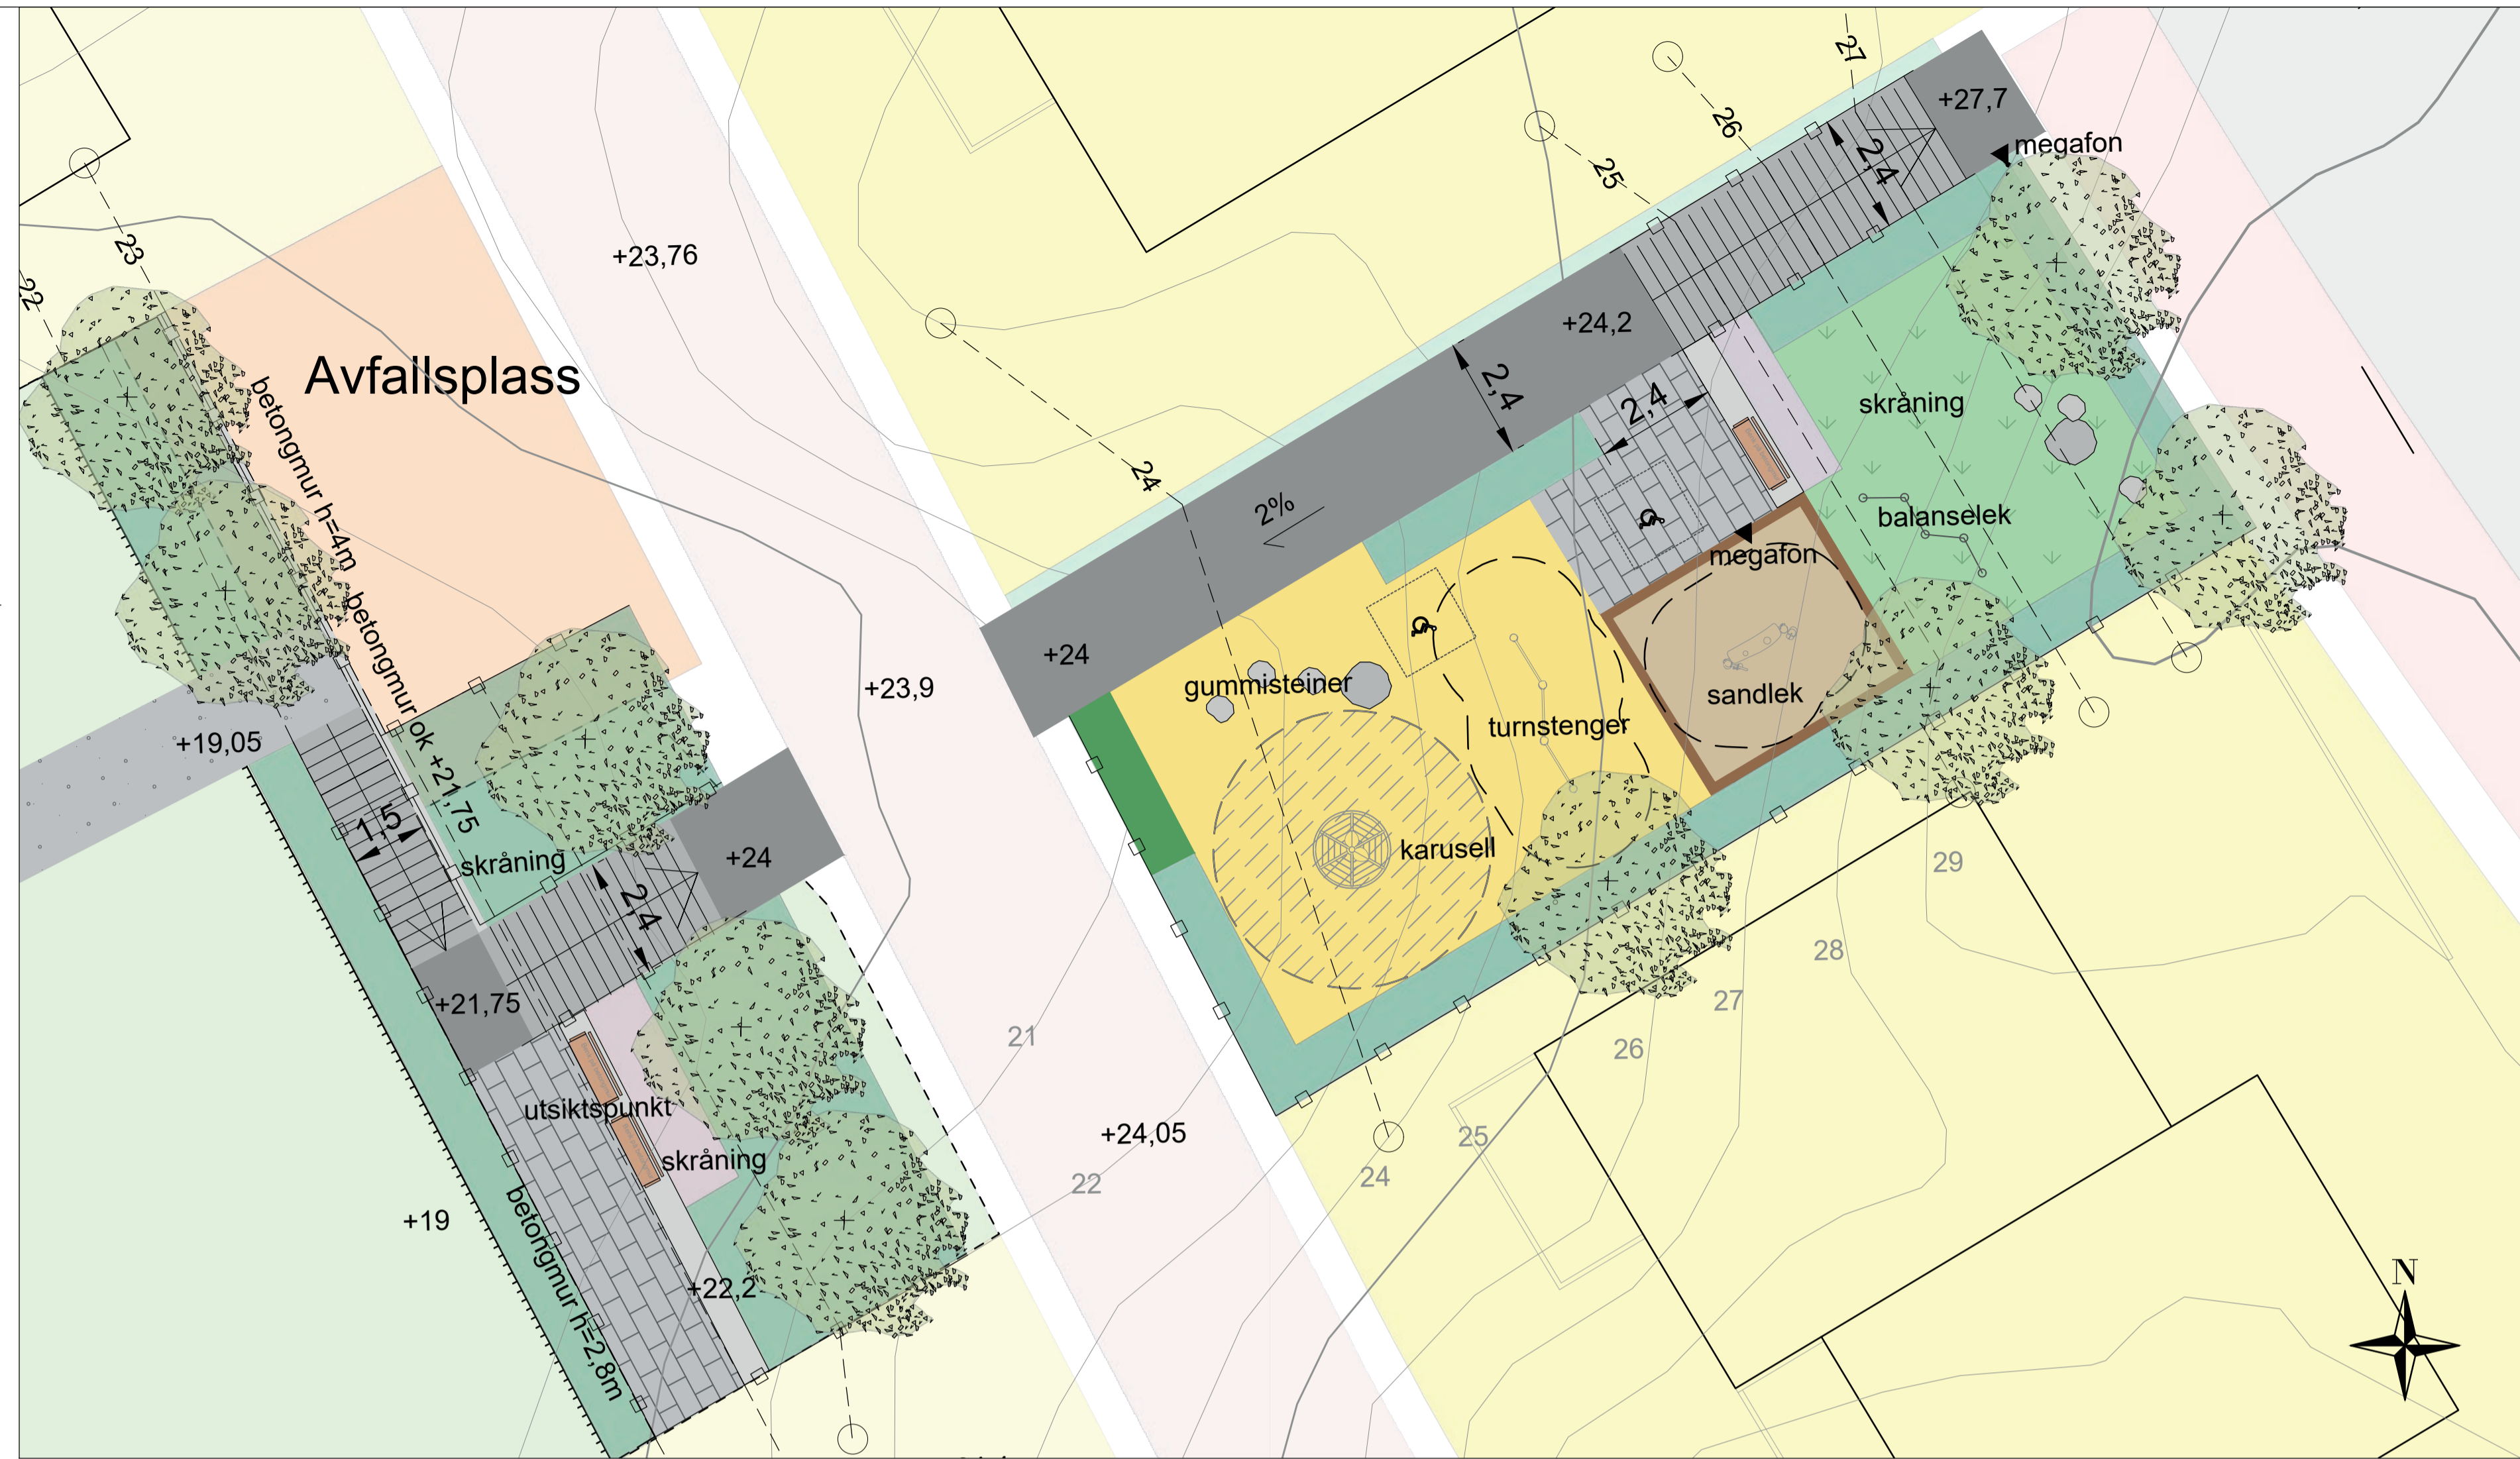 27
+27,7
megafon
26
25
2,4
23
+23,76
22
+24,2
Avfallsplass
2,4
2,4
skråning
betongmur h=4m
24
2%
balanselek
megafon
+24
+23,9
gummisteiner
sandlek
turnstenger
betongmur ok +21,75
+19,05
1,5
skråning
+24
karusell
29
2,4
28
+21,75
27
21
26
utsiktspunkt
+24,05
25
skråning
22
24
+19
betongmur h=2,8m
+22,2
N